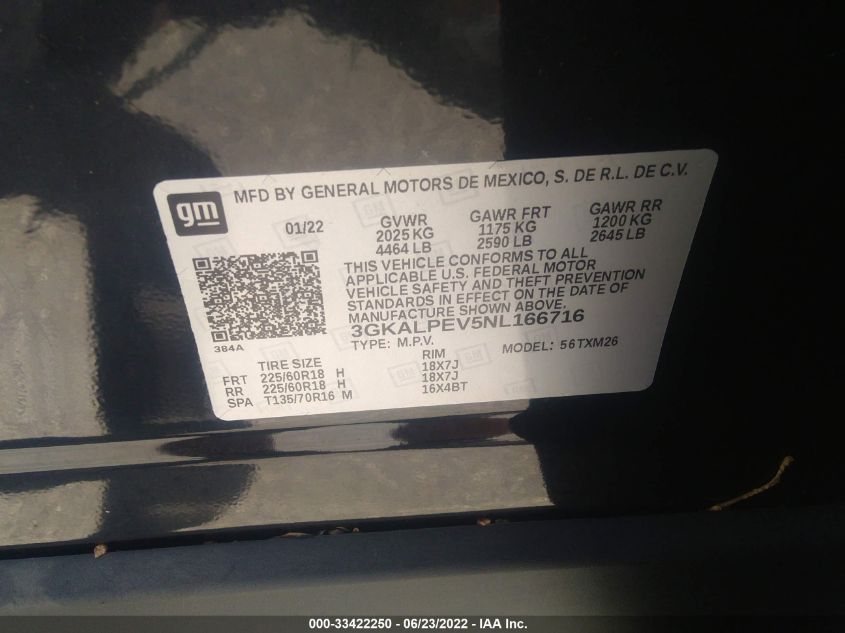 gm
MFD BY GENERAL MOTORS DE MEXICO, S. DE R.L. DE C.V.
01/22 GVWR GAWR FRT GAWR RR
2025 KG 1175 KG 1200 KG
4464 LB 2590 LB 2645 LB
THIS VEHICLE CONFORMS TO ALL
APPLICABLE U.S. FEDERAL MOTOR
VEHICLE SAFETY AND THEFT PREVENTION
STANDARDS IN EFFECT ON THE DATE OF
MANUFACTURE SHOWN ABOVE.
3GKALPEV5NL166716
384A
TYPE: M.P.V. MODEL: 56TXM26
TIRE SIZE RIM
FRT 225/60R18 H 18X7J
RR 225/60R18 H 18X7J
SPA T135/70R16 M 16X4BT
000-33422250 - 06/23/2022 - IAA Inc.